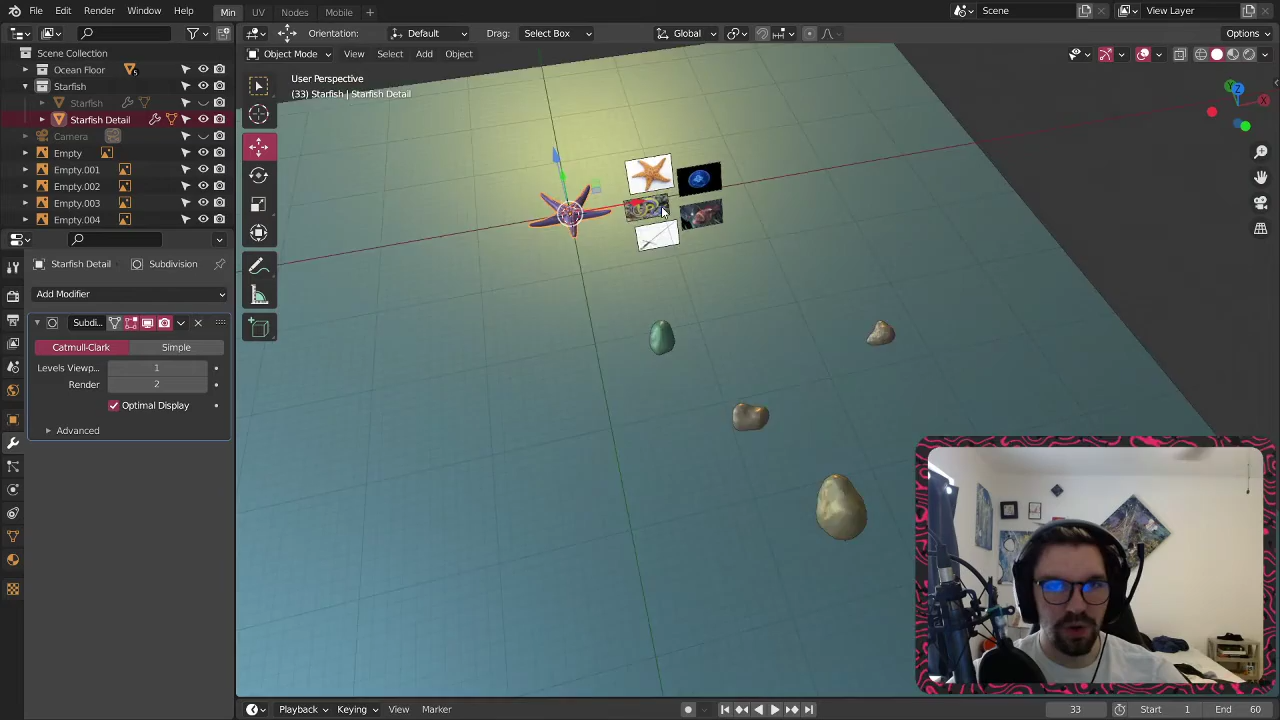 File Edit Render Window Help Min UV Nodes Mobile + Scene View Layer
Orientation: Default Drag: Select Box Global Options
Object Mode View Select Add Object
Scene Collection
Ocean Floor 5
Starfish
Starfish
Starfish Detail
Camera
Empty
Empty.001
Empty.002
Empty.003
Empty.004
User Perspective
(33) Starfish | Starfish Detail
Y Z X
Starfish Detail Subdivision
Add Modifier
Subdi...
Catmull-Clark Simple
Levels Viewp... 1
Render 2
Optimal Display
Advanced
Playback Keying View Marker 33 Start 1 End 60